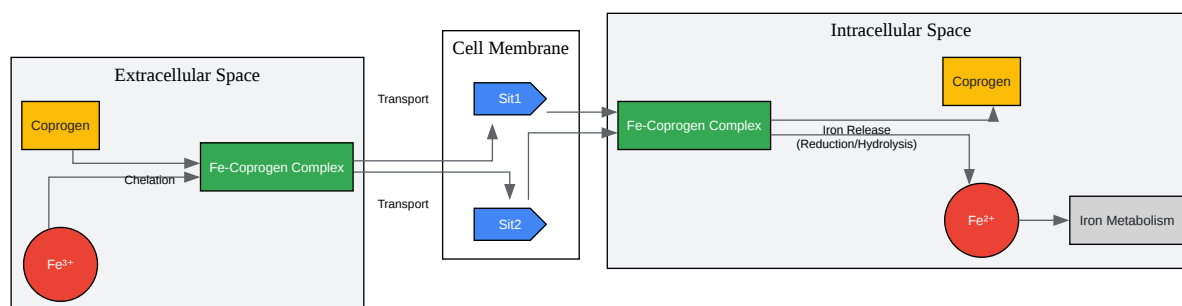 Extracellular Space
Coprogen
Fe-Coprogen Complex
Chelation
Fe³⁺
Transport
Transport
Cell Membrane
Sit1
Sit2
Intracellular Space
Coprogen
Fe-Coprogen Complex
Iron Release
(Reduction/Hydrolysis)
Fe²⁺
Iron Metabolism